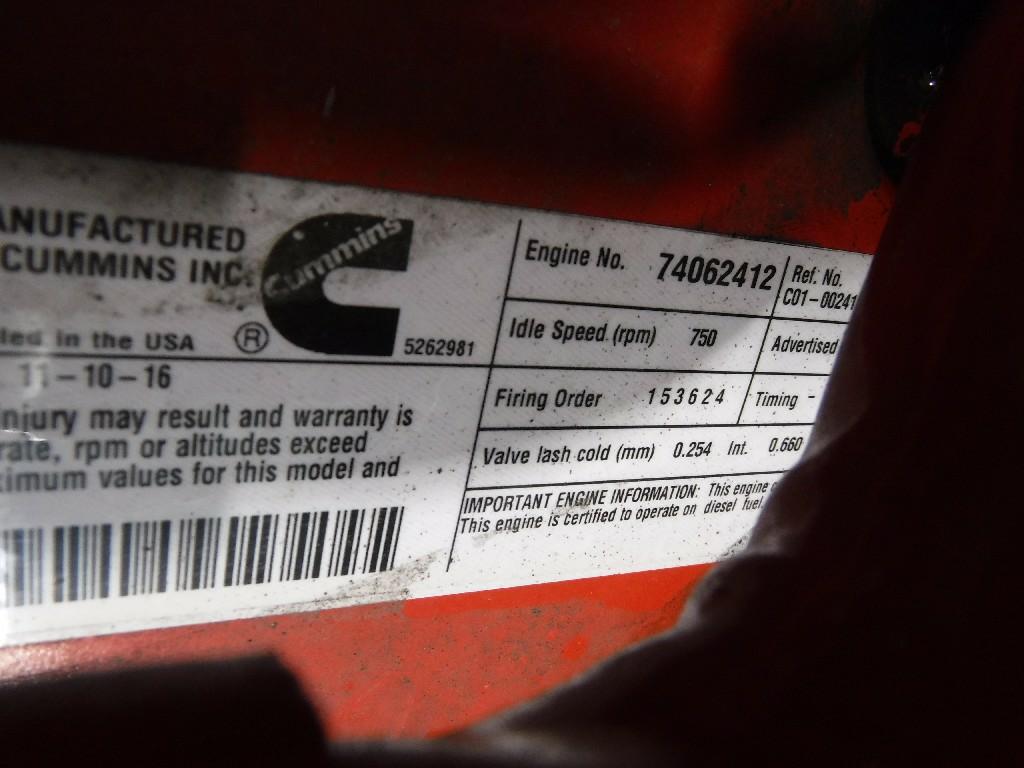 ANUFACTURED
CUMMINS INC.
Cummins
®
5262981
in the USA
11-10-16
injury may result and warranty is
rate, rpm or altitudes exceed
ximum values for this model and
Engine No. 74062412
Ref. No.
C01-00241
Idle Speed (rpm) 750
Advertised
Firing Order 153624
Timing -
Valve lash cold (mm) 0.254 Int. 0.660
IMPORTANT ENGINE INFORMATION: This engine
This engine is certified to operate on diesel fuel.